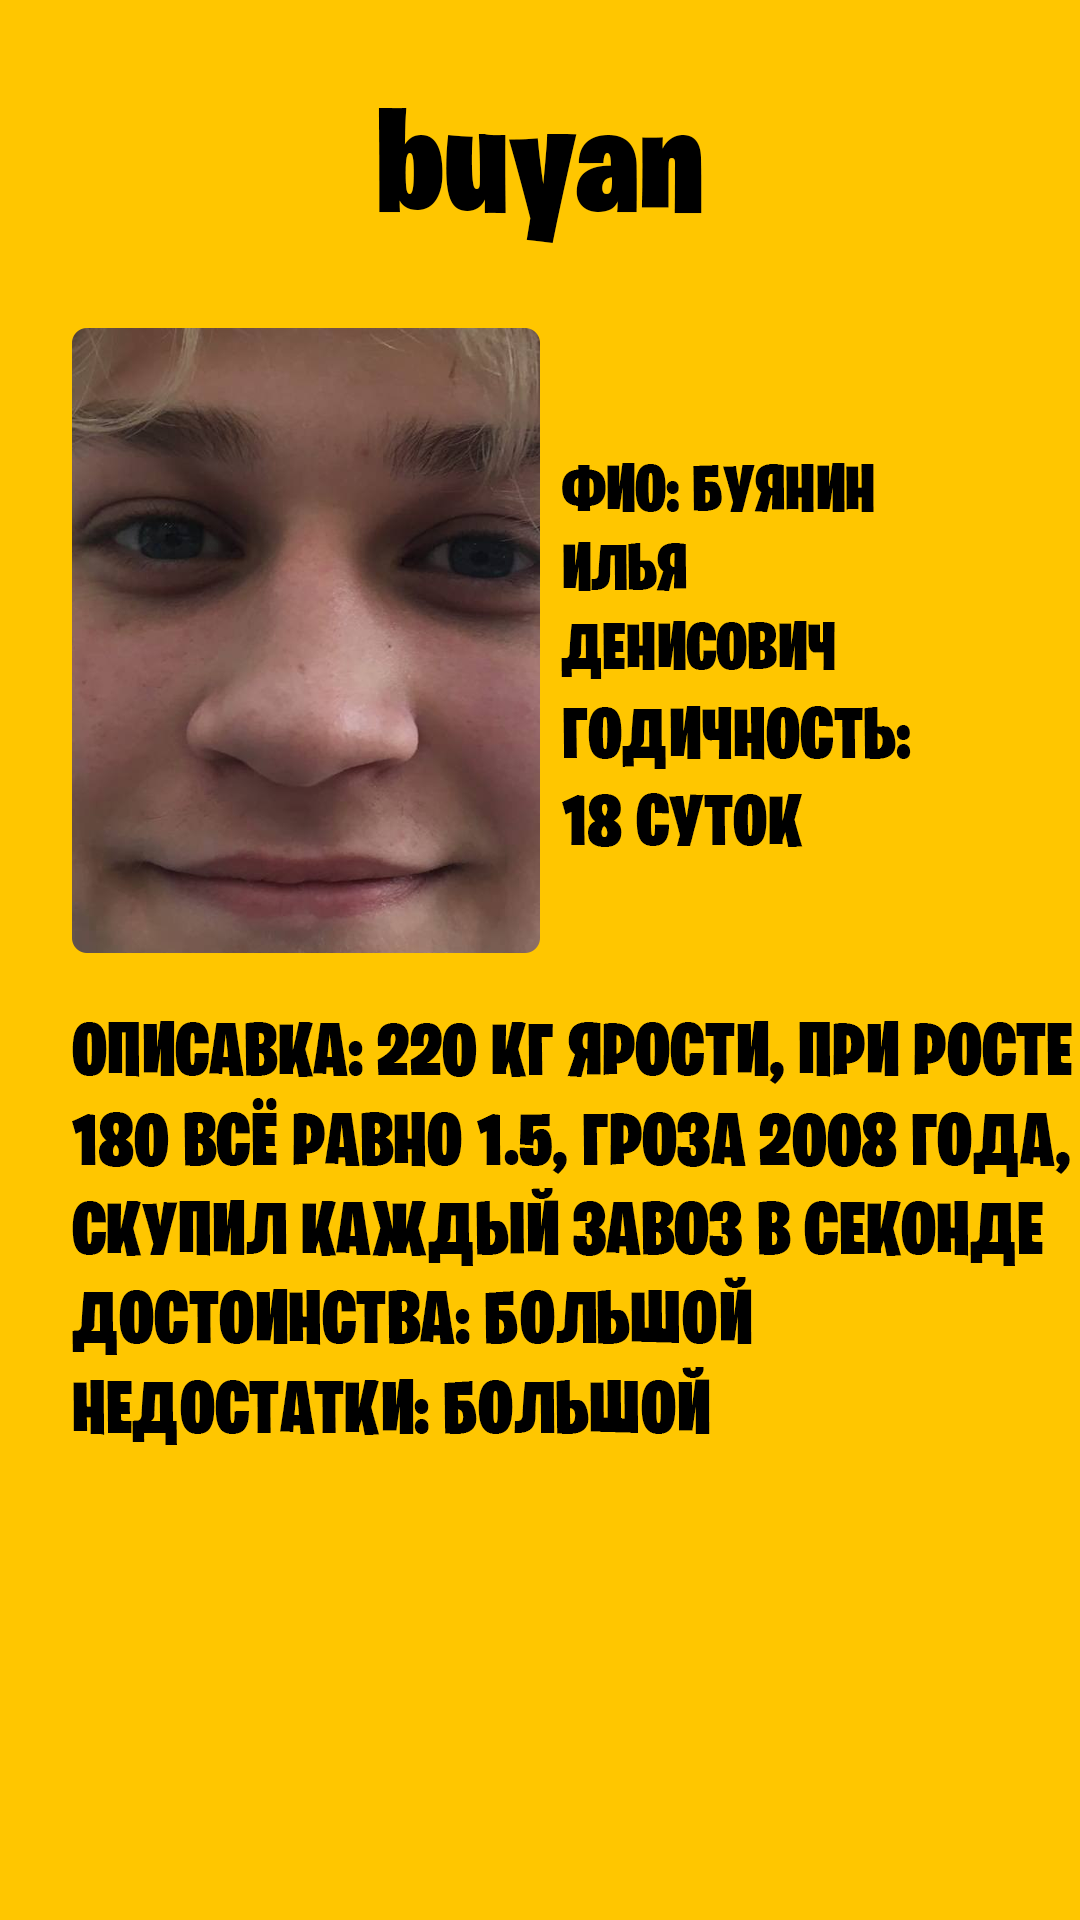 buyan
ФИО: БУЯНИН
ИЛЬЯ
ДЕНИСОВИЧ
ГОДИЧНОСТЬ:
18 СУТОК
ОПИСАВКА: 220 КГ ЯРОСТИ, ПРИ РОСТЕ
180 ВСЁ РАВНО 1.5, ГРОЗА 2008 ГОДА,
СКУПИЛ КАЖДЫЙ ЗАВОЗ В СЕКОНДЕ
ДОСТОИНСТВА: БОЛЬШОЙ
НЕДОСТАТКИ: БОЛЬШОЙ